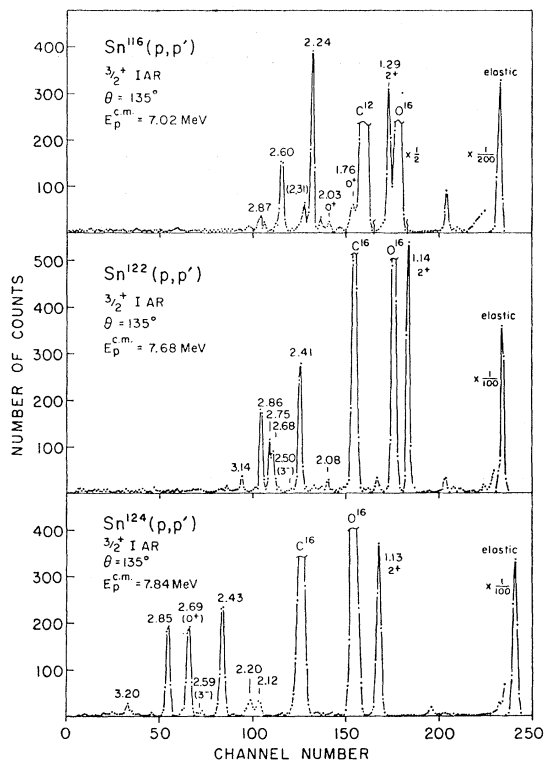 NUMBER OF COUNTS
Sn¹¹⁶(p,p′)
3/2⁺ IAR
θ = 135°
E_p^c.m. = 7.02 MeV
400
300
200
100
2.87
2.60
(2.31)
2.24
2.03
0⁺
1.76
0⁺
C¹²
1.29
2⁺
O¹⁶
x 1/2
x 1/200
elastic
Sn¹²²(p,p′)
3/2⁺ IAR
θ = 135°
E_p^c.m. = 7.68 MeV
500
400
300
200
100
3.14
2.86
2.75
2.68
2.50
(3⁻)
2.41
2.08
C¹⁶
O¹⁶
1.14
2⁺
elastic
x 1/100
Sn¹²⁴(p,p′)
3/2⁺ IAR
θ = 135°
E_p^c.m. = 7.84 MeV
400
300
200
100
3.20
2.85
2.69
(0⁺)
2.59
(3⁻)
2.43
2.20
2.12
C¹⁶
O¹⁶
1.13
2⁺
elastic
x 1/100
0 50 100 150 200 250
CHANNEL NUMBER